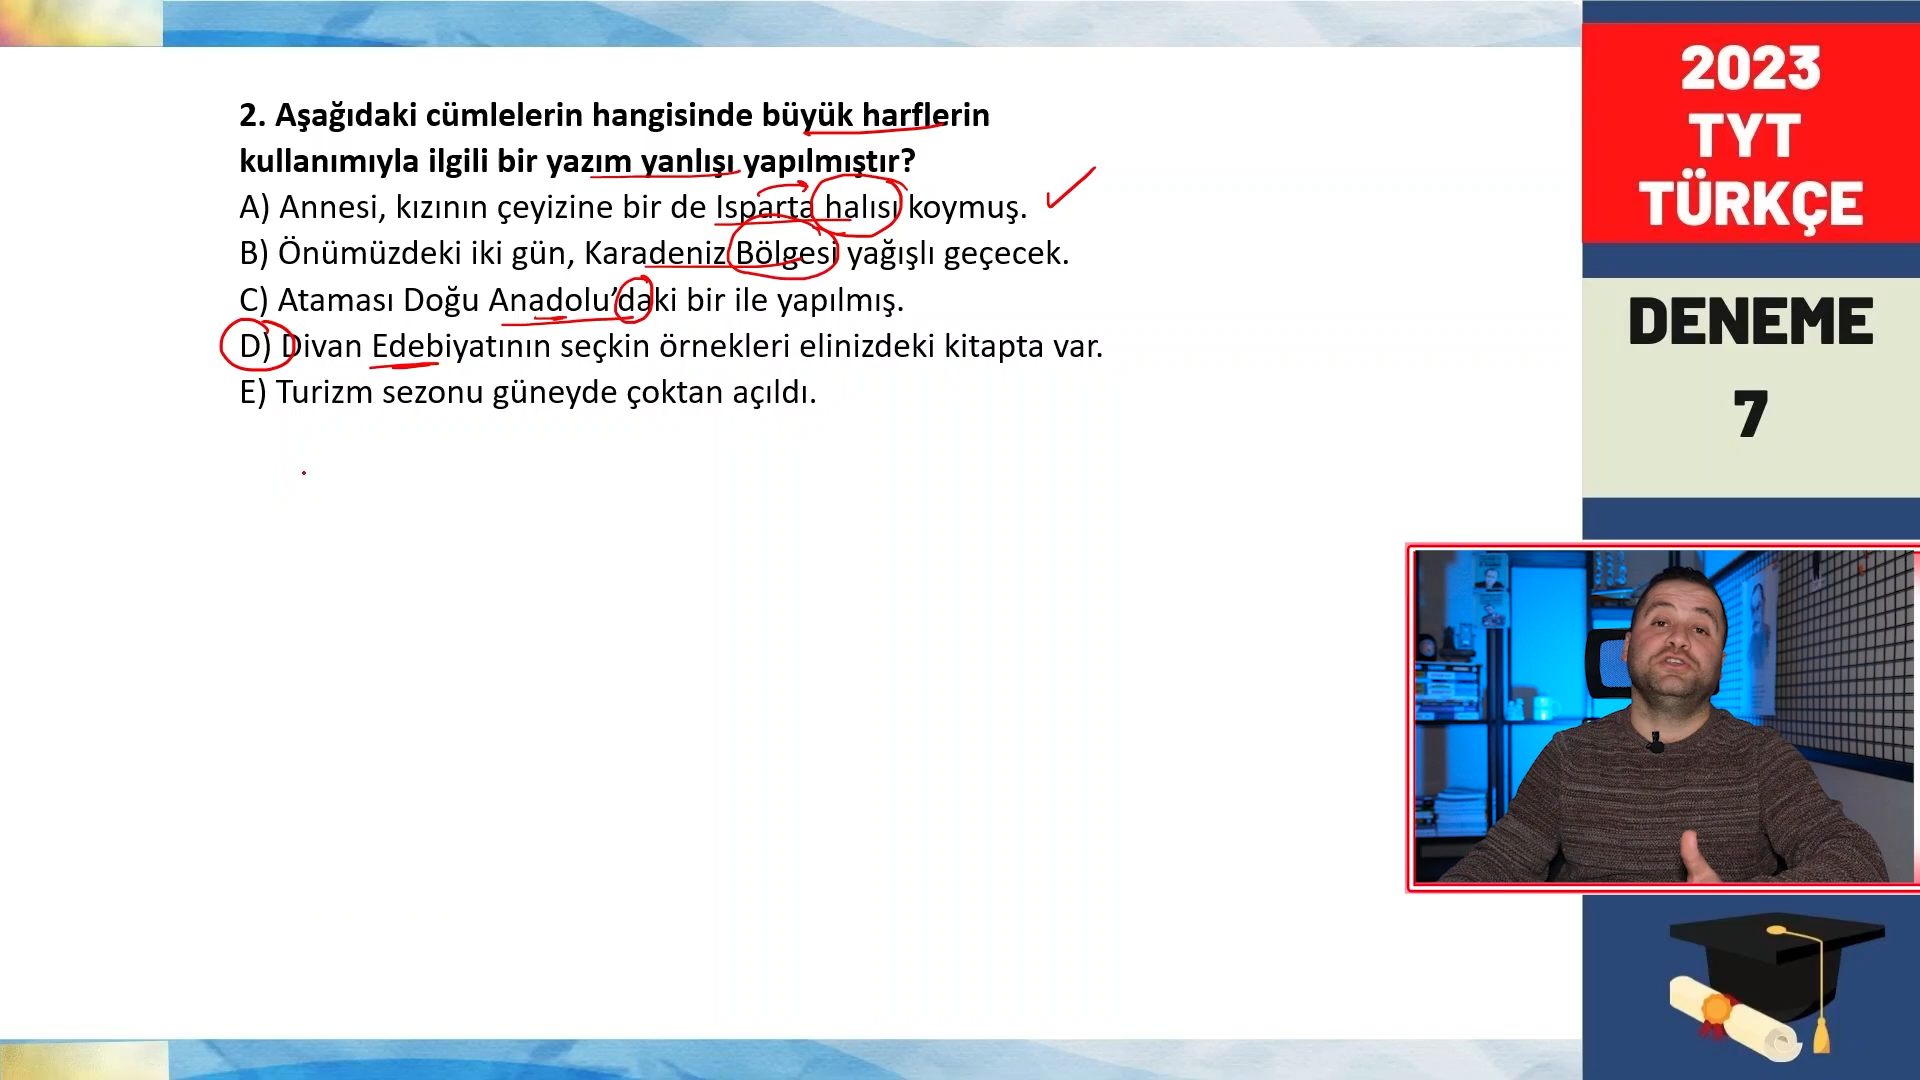 2. Aşağıdaki cümlelerin hangisinde büyük harflerin
kullanımıyla ilgili bir yazım yanlışı yapılmıştır?
A) Annesi, kızının çeyizine bir de Isparta halısı koymuş.
B) Önümüzdeki iki gün, Karadeniz Bölgesi yağışlı geçecek.
C) Ataması Doğu Anadolu’daki bir ile yapılmış.
D) Divan Edebiyatının seçkin örnekleri elinizdeki kitapta var.
E) Turizm sezonu güneyde çoktan açıldı.
2023
TYT
TÜRKÇE
DENEME
7